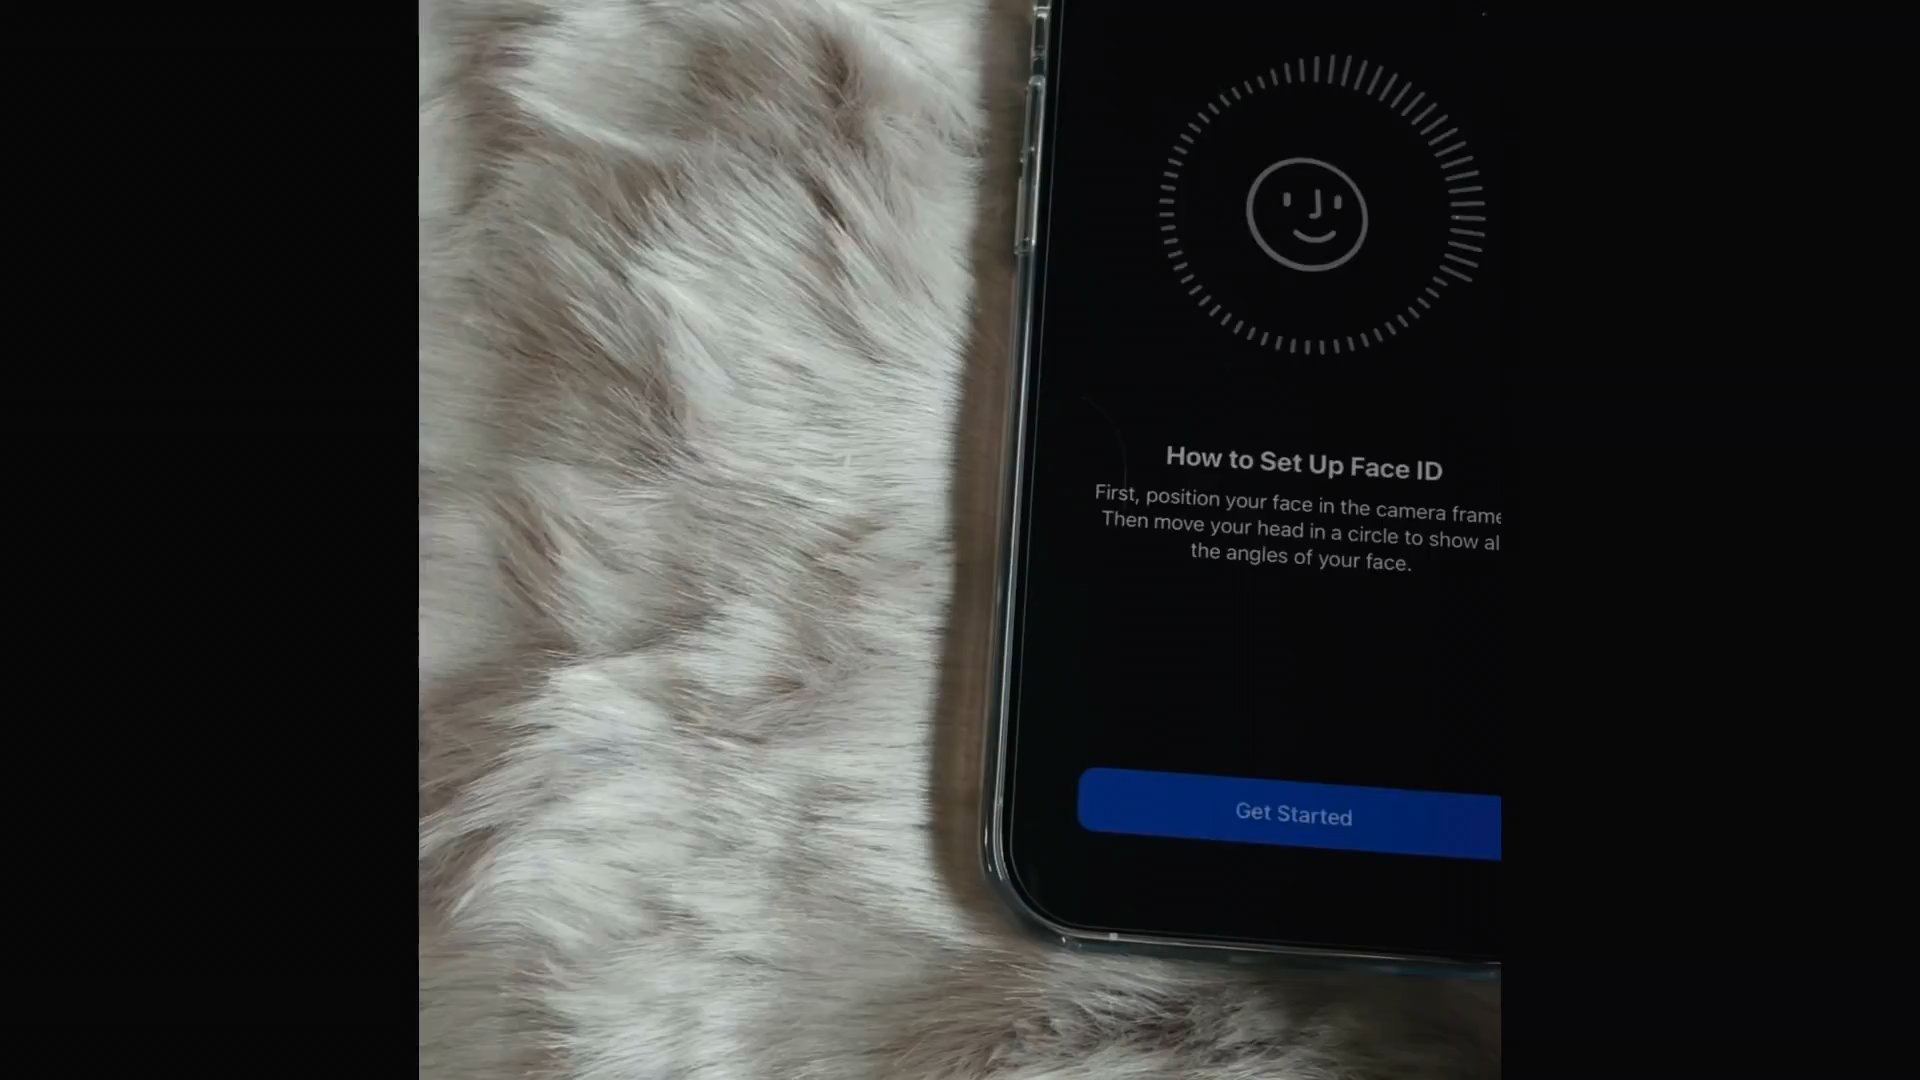 How to Set Up Face ID
First, position your face in the camera frame
Then move your head in a circle to show al
the angles of your face.
Get Started